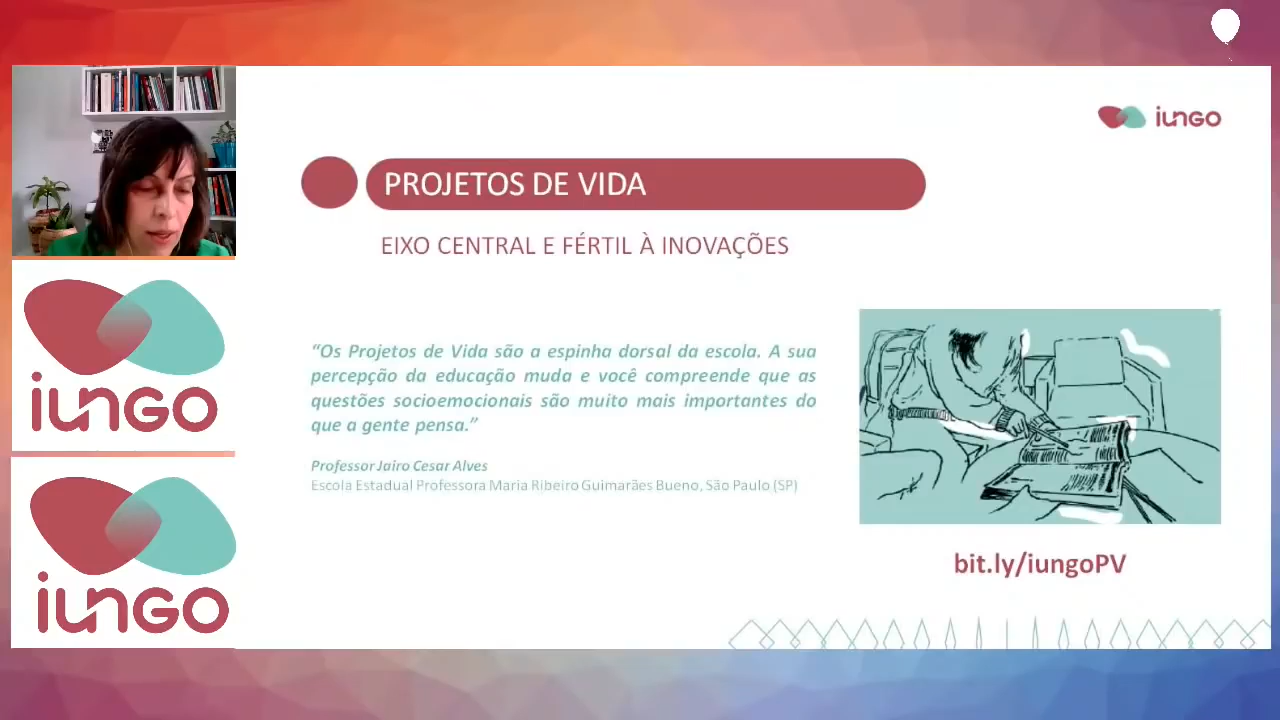 iunGO
PROJETOS DE VIDA
EIXO CENTRAL E FÉRTIL À INOVAÇÕES
“Os Projetos de Vida são a espinha dorsal da escola. A sua
percepção da educação muda e você compreende que as
questões socioemocionais são muito mais importantes do
que a gente pensa.”
Professor Jairo Cesar Alves
Escola Estadual Professora Maria Ribeiro Guimarães Bueno, São Paulo (SP)
bit.ly/iungoPV
iunGO
iunGO